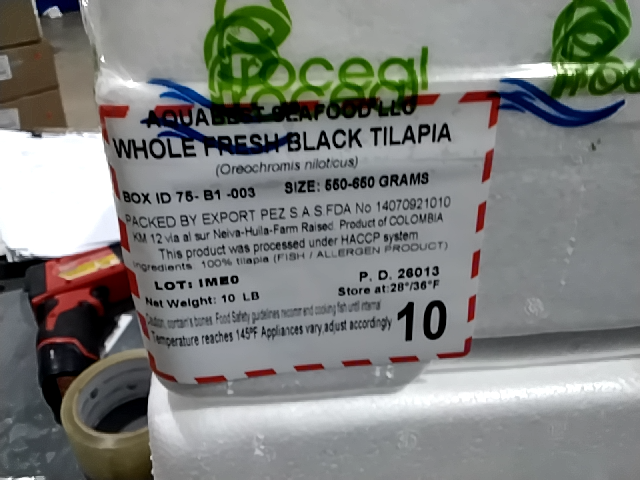 Proceal
AQUABEST SEAFOOD LLC
WHOLE FRESH BLACK TILAPIA
(Oreochromis niloticus)
BOX ID 75- B1 -003 SIZE: 550-650 GRAMS
PACKED BY EXPORT PEZ S A S.FDA No 14070921010
KM 12 via al sur Neiva-Huila-Farm Raised. Product of COLOMBIA
This product was processed under HACCP system
Ingredients. 100% tilapia (FISH / ALLERGEN PRODUCT)
LOT: IME0 P. D. 26013
Net Weight: 10 LB Store at:28°/36°F
Caution, contain's bones. Food Safety guidelines recommend cooking fish until internal
Temperature reaches 145ºF Appliances vary,adjust accordingly
10